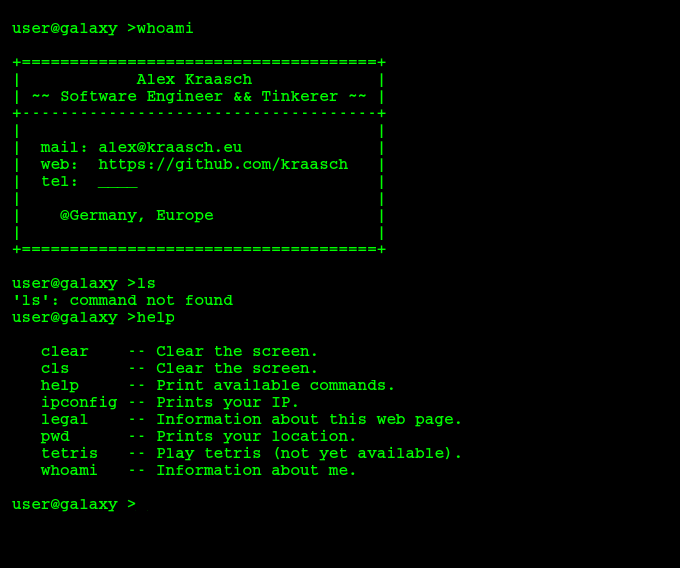 user@galaxy >whoami
+=====================================+
|            Alex Kraasch             |
| ~~ Software Engineer && Tinkerer ~~ |
+-------------------------------------+
|                                     |
|  mail: alex@kraasch.eu              |
|  web:  https://github.com/kraasch   |
|  tel:  ____                         |
|                                     |
|    @Germany, Europe                 |
|                                     |
+=====================================+
user@galaxy >ls
'ls': command not found
user@galaxy >help
   clear    -- Clear the screen.
   cls      -- Clear the screen.
   help     -- Print available commands.
   ipconfig -- Prints your IP.
   legal    -- Information about this web page.
   pwd      -- Prints your location.
   tetris   -- Play tetris (not yet available).
   whoami   -- Information about me.
user@galaxy >